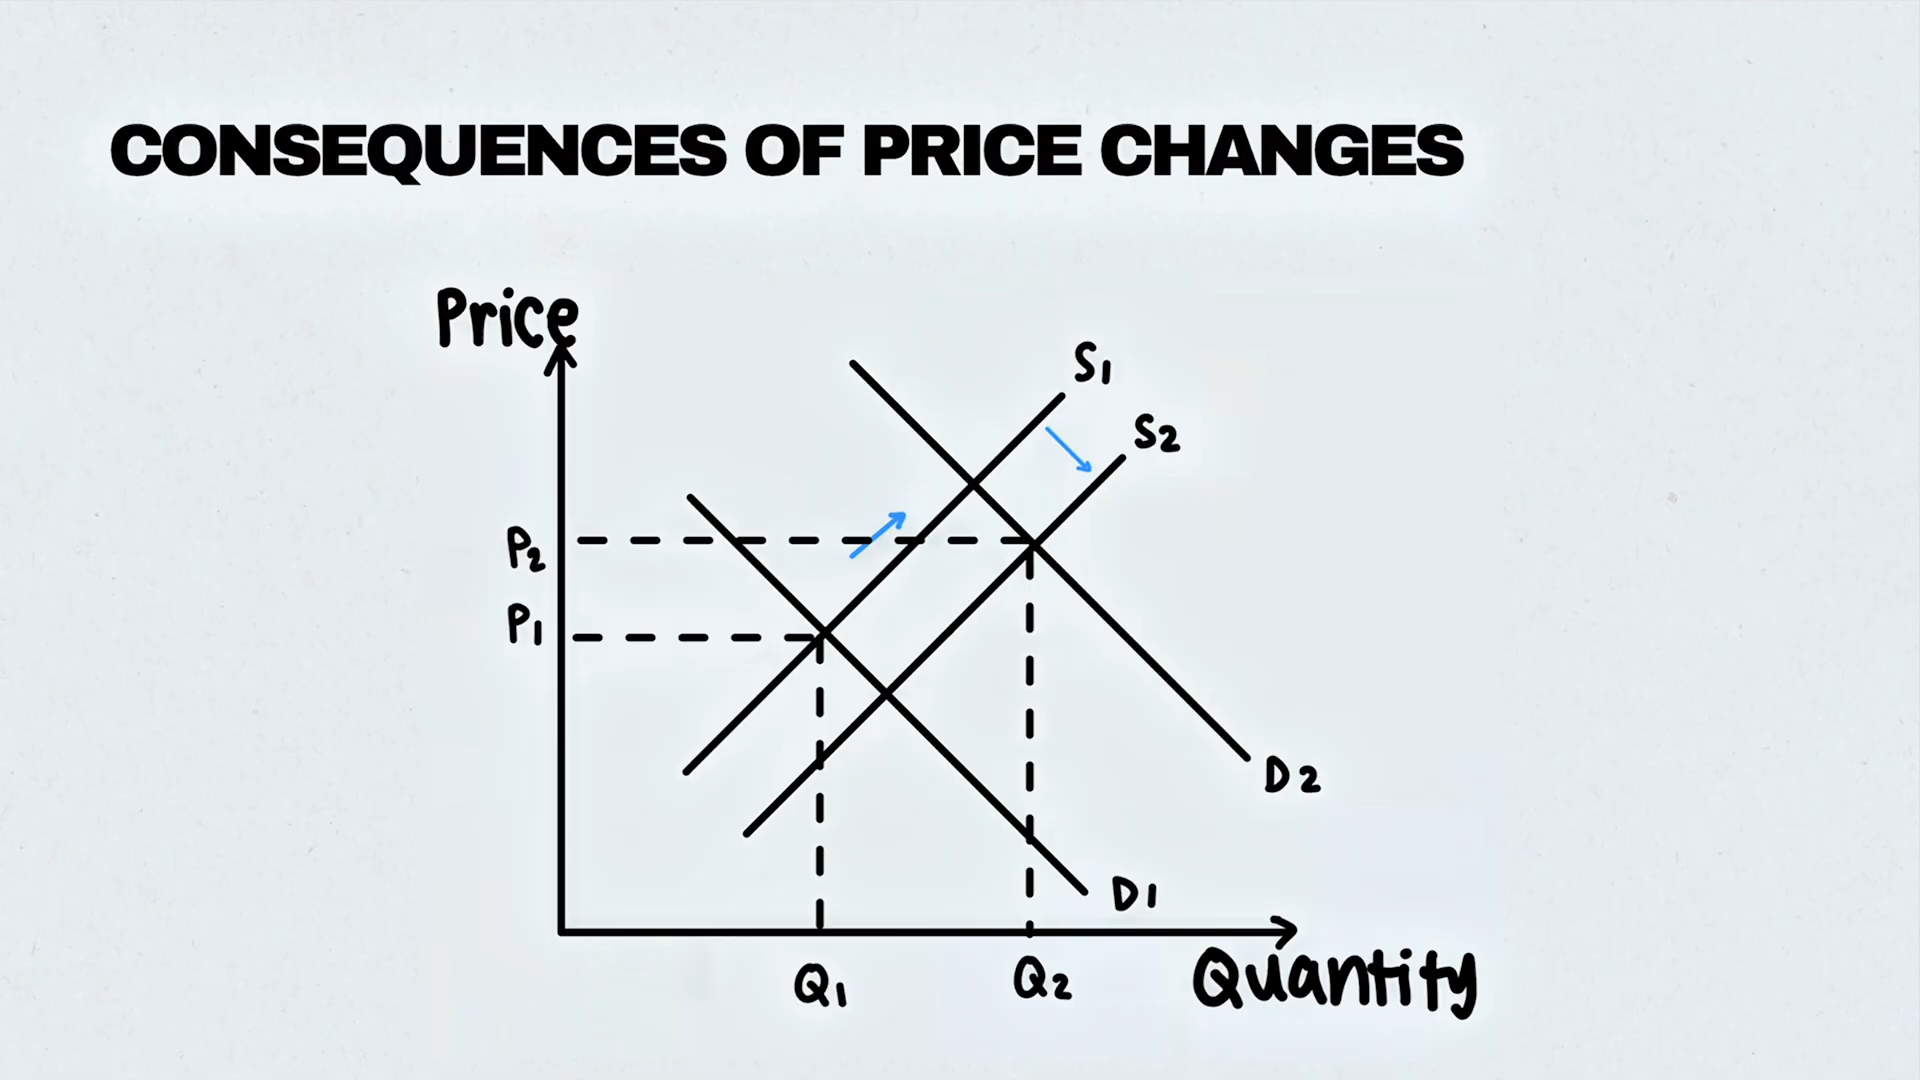 CONSEQUENCES OF PRICE CHANGES
Price
S1
S2
P2
P1
D2
D1
Q1
Q2
Quantity